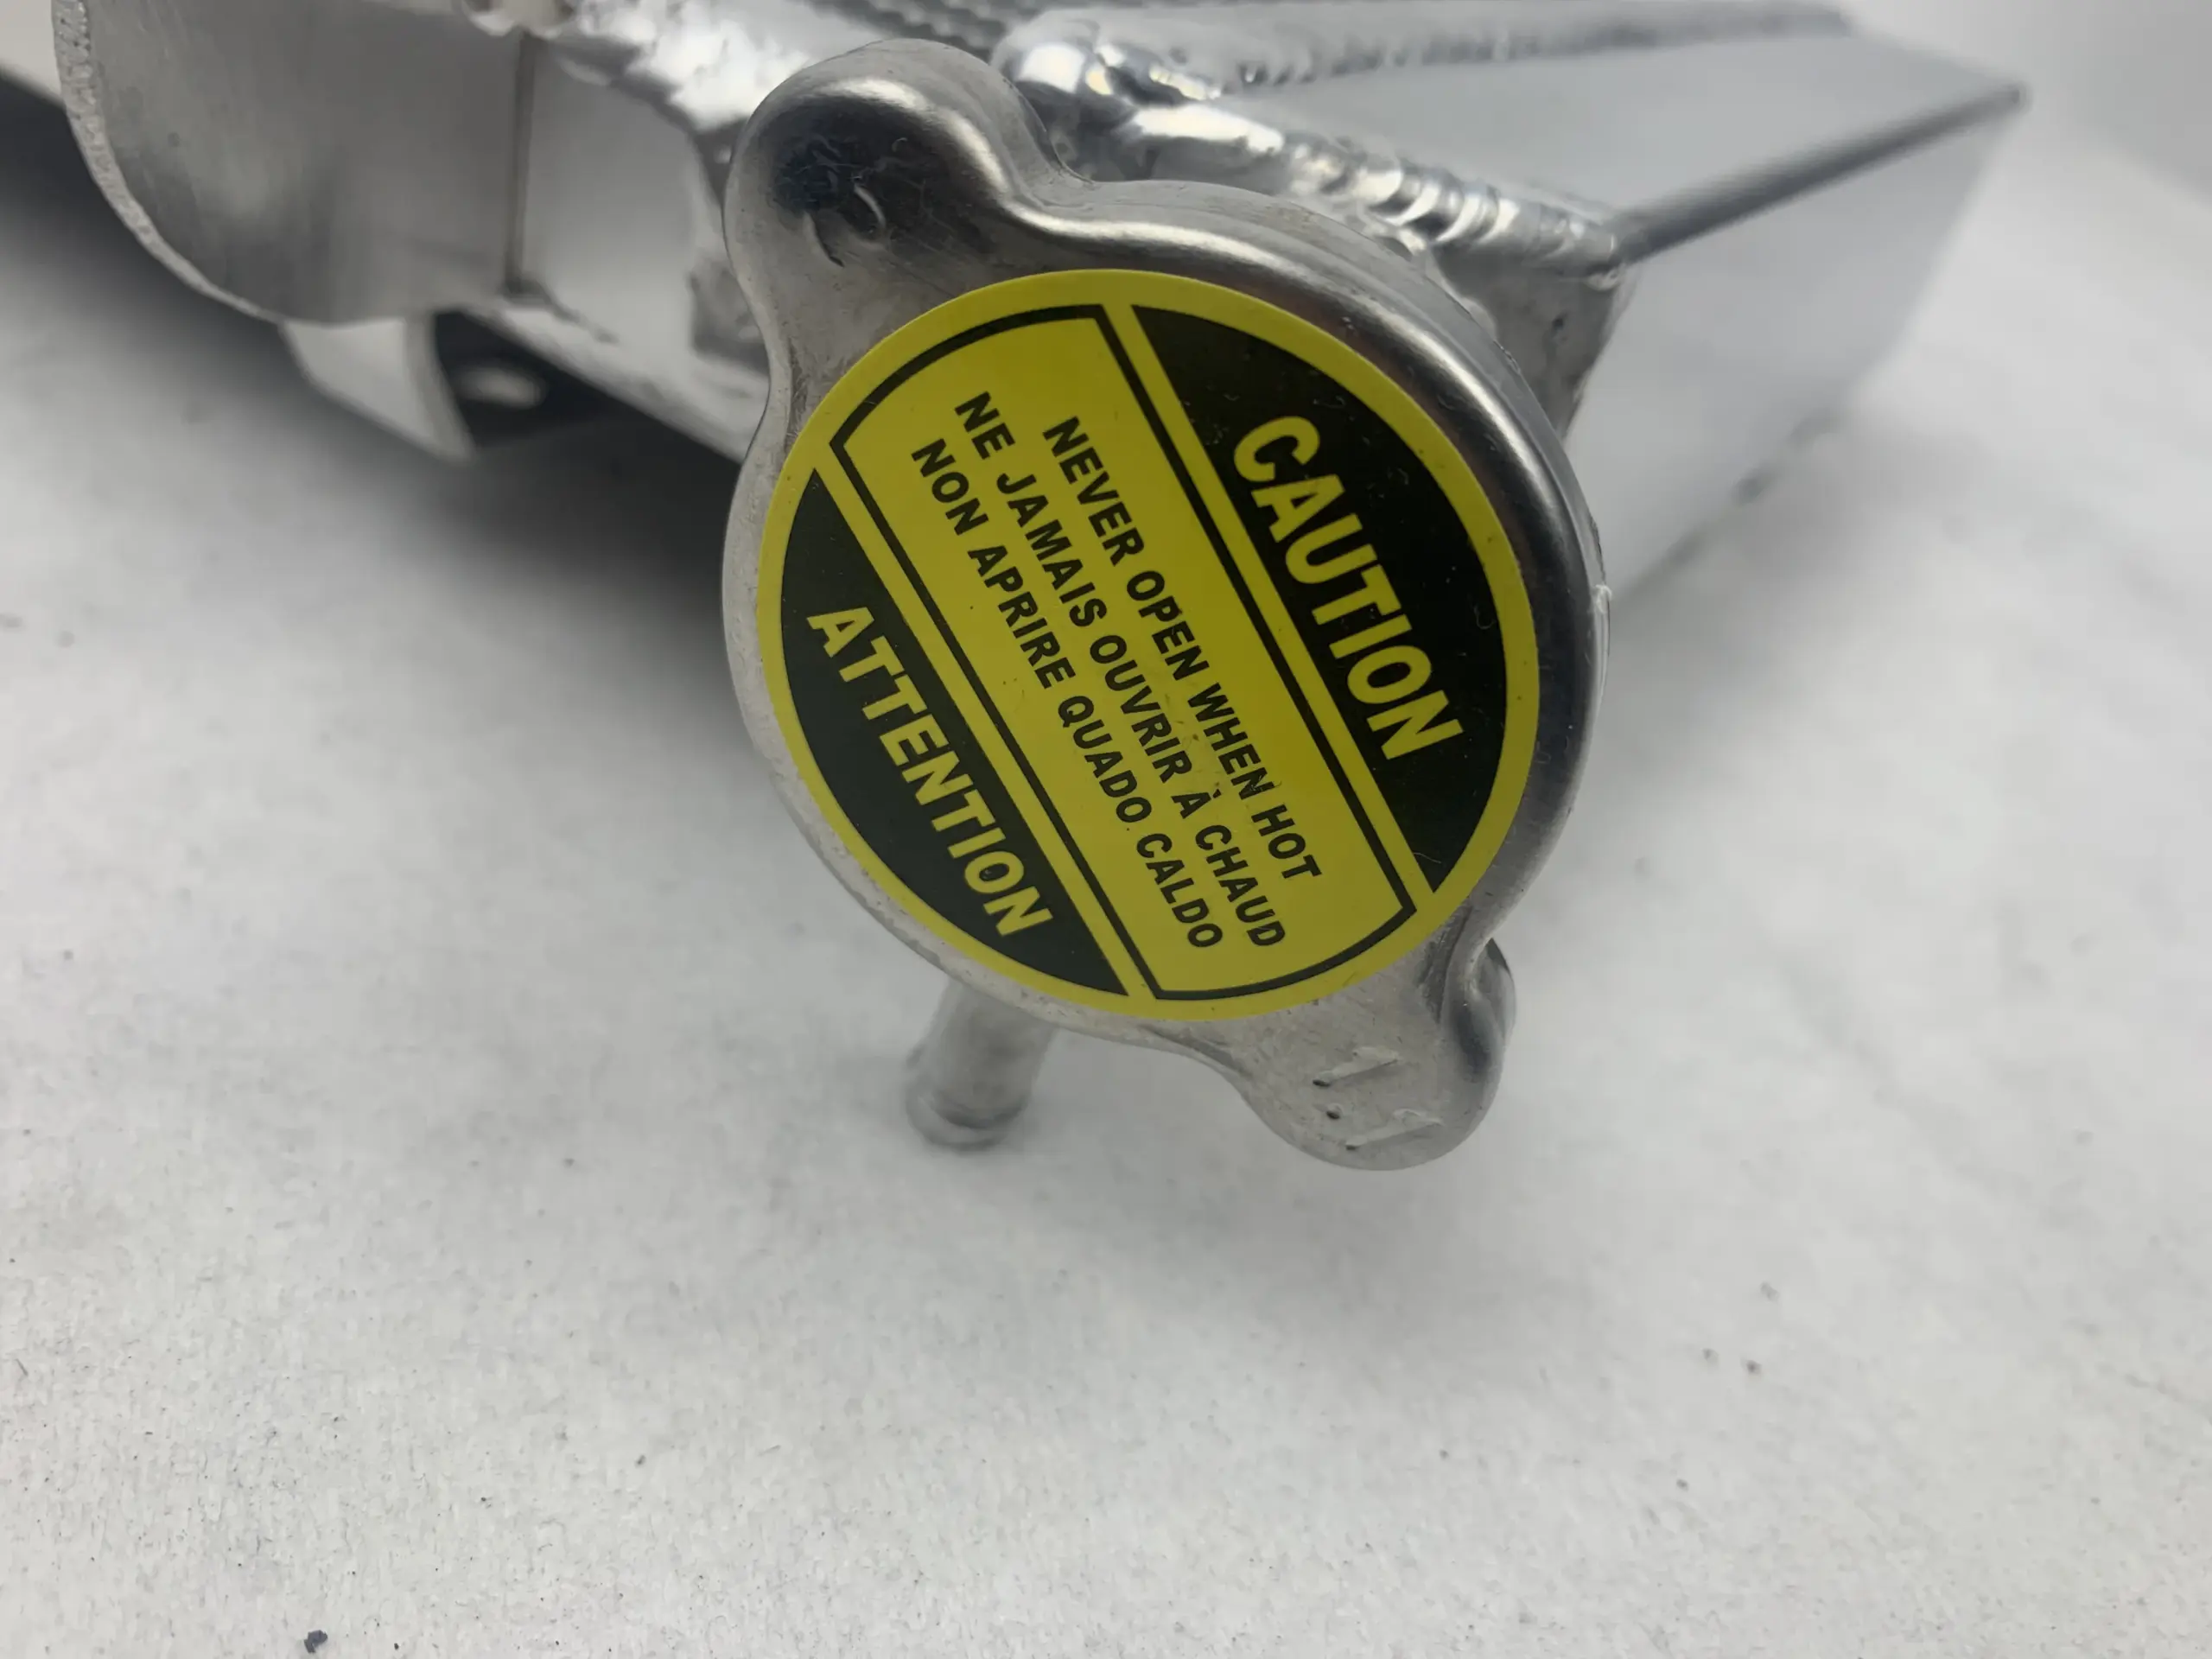 CAUTION
NEVER OPEN WHEN HOT
NE JAMAIS OUVRIR À CHAUD
NON APRIRE QUADO CALDO
ATTENTION